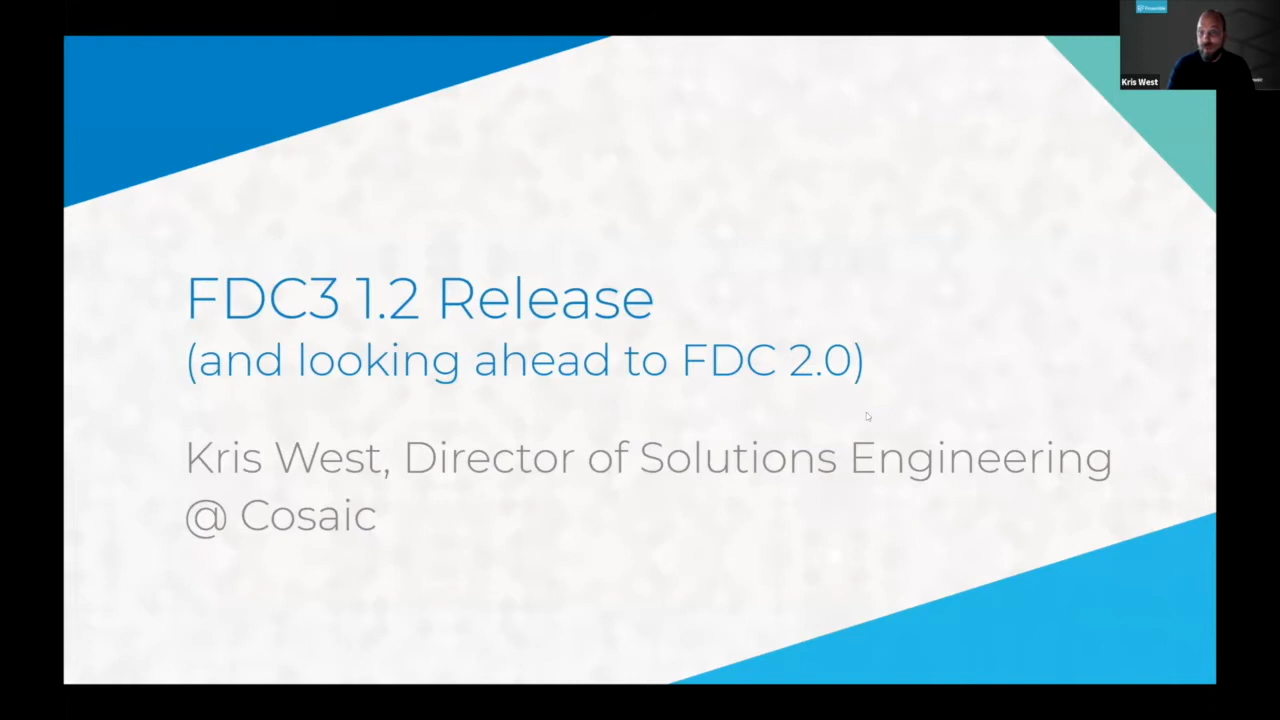 Kris West
FDC3 1.2 Release
(and looking ahead to FDC 2.0)
Kris West, Director of Solutions Engineering
@ Cosaic